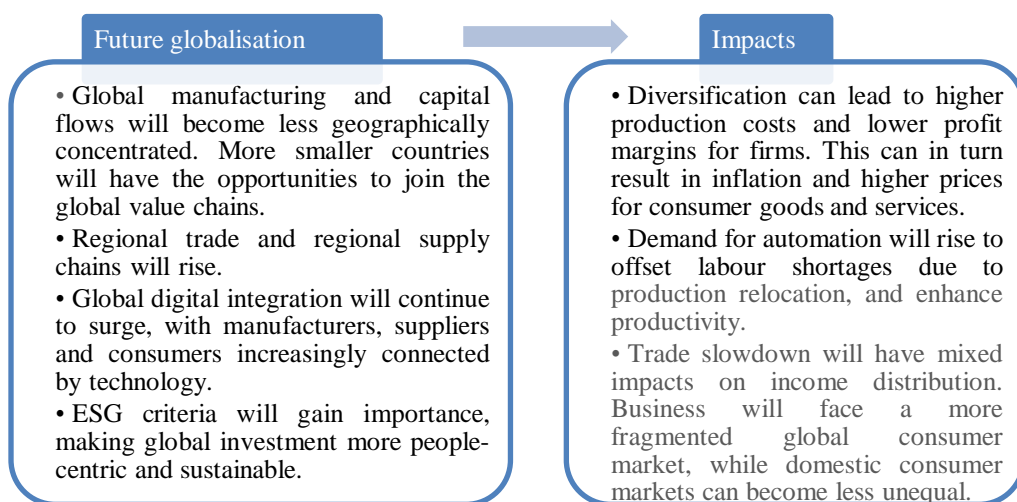 Future globalisation
• Global manufacturing and capital
flows will become less geographically
concentrated. More smaller countries
will have the opportunities to join the
global value chains.
• Regional trade and regional supply
chains will rise.
• Global digital integration will continue
to surge, with manufacturers, suppliers
and consumers increasingly connected
by technology.
• ESG criteria will gain importance,
making global investment more people-
centric and sustainable.
Impacts
• Diversification can lead to higher
production costs and lower profit
margins for firms. This can in turn
result in inflation and higher prices
for consumer goods and services.
• Demand for automation will rise to
offset labour shortages due to
production relocation, and enhance
productivity.
• Trade slowdown will have mixed
impacts on income distribution.
Business will face a more
fragmented global consumer
market, while domestic consumer
markets can become less unequal.